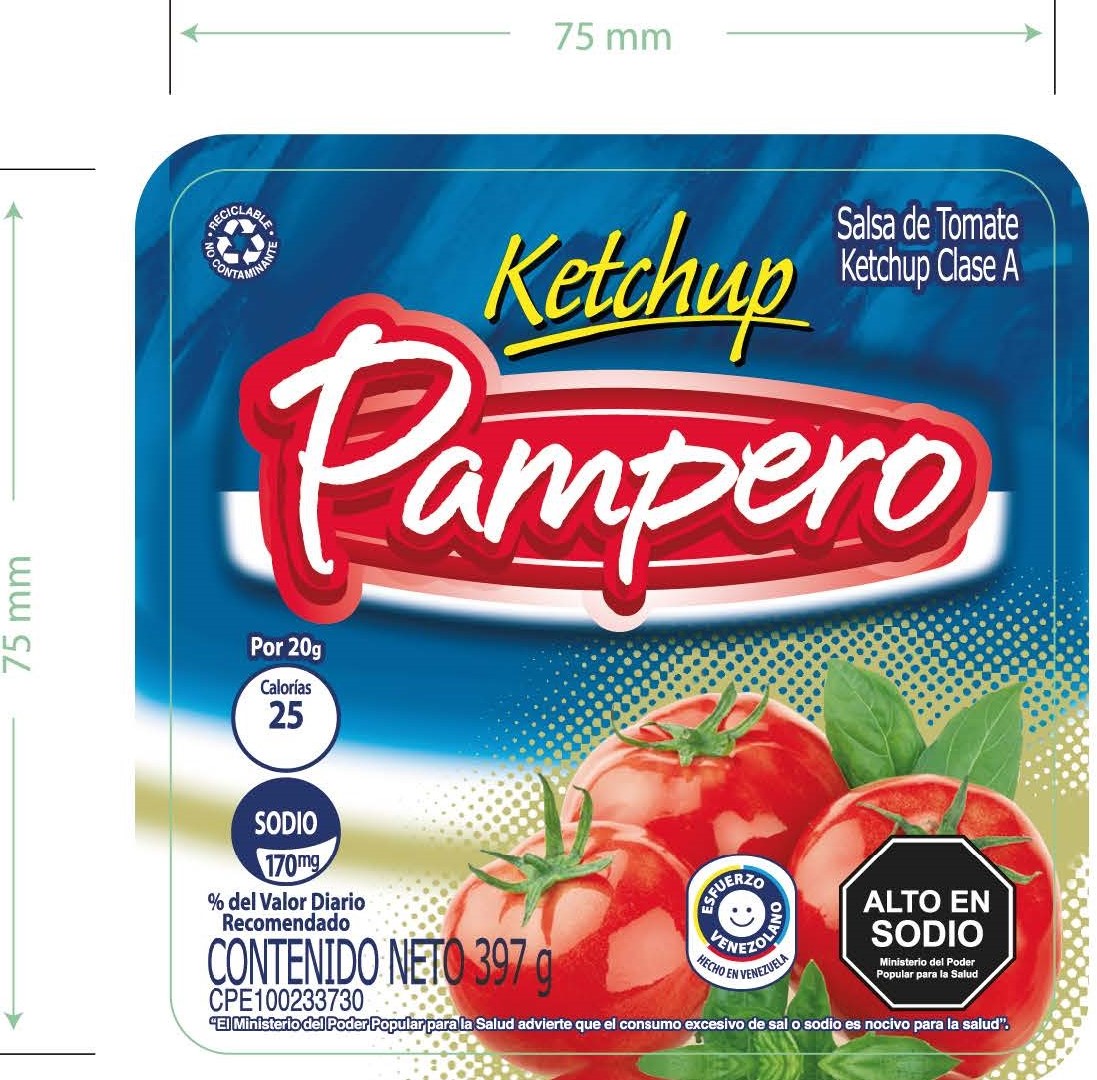 75 mm
75 mm
RECICLABLE
NO CONTAMINANTE
Ketchup
Salsa de Tomate
Ketchup Clase A
Pampero
Por 20g
Calorías
25
SODIO
170mg
% del Valor Diario
Recomendado
CONTENIDO NETO 397 g
CPE100233730
ESFUERZO
VENEZOLANO
HECHO EN VENEZUELA
ALTO EN
SODIO
Ministerio del Poder
Popular para la Salud
“El Ministerio del Poder Popular para la Salud advierte que el consumo excesivo de sal o sodio es nocivo para la salud”.